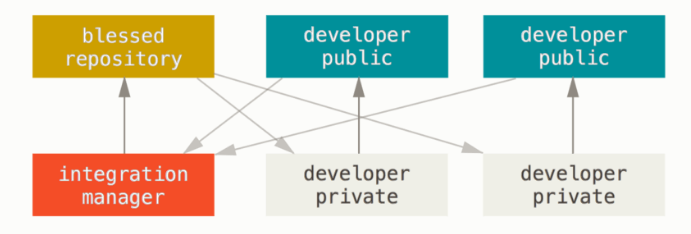 blessed
repository
developer
public
developer
public
integration
manager
developer
private
developer
private